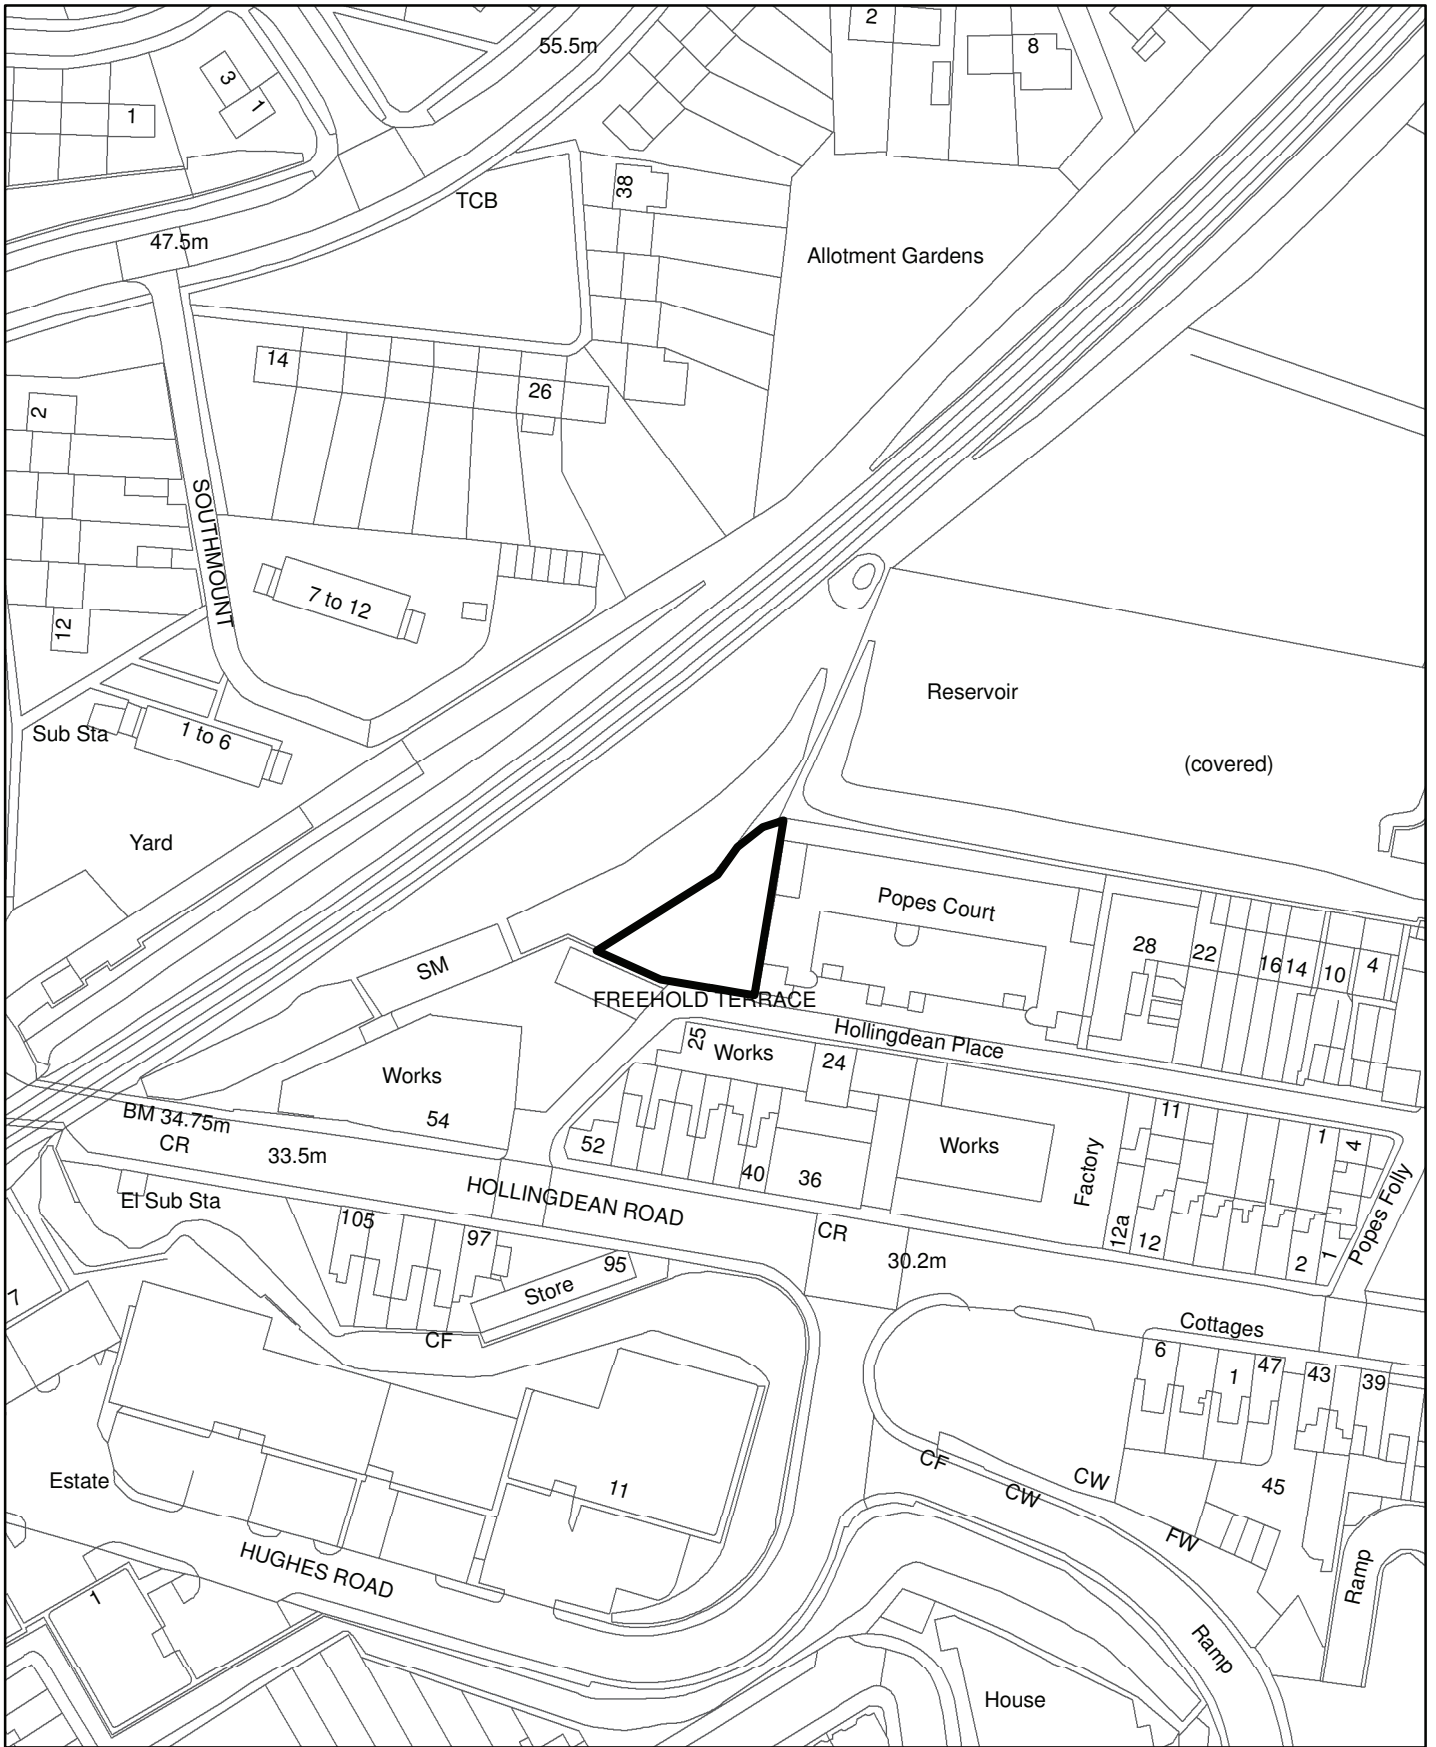 2
55.5m
8
3
1
1
38
TCB
47.5m
Allotment Gardens
14
26
2
SOUTHMOUNT
7 to 12
12
Reservoir
Sub Sta
1 to 6
(covered)
Yard
Popes Court
28
22
16
14
10
4
SM
FREEHOLD TERRACE
Hollingdean Place
25
Works
24
Works
54
BM 34.75m
CR
33.5m
11
1
4
52
40
36
Works
Factory
12a
12
2
1
Popes Folly
El Sub Sta
HOLLINGDEAN ROAD
105
97
CR
30.2m
95
Store
7
CF
Cottages
6
1
47
43
39
Estate
11
CF
CW
CW
45
FW
HUGHES ROAD
1
Ramp
Ramp
House